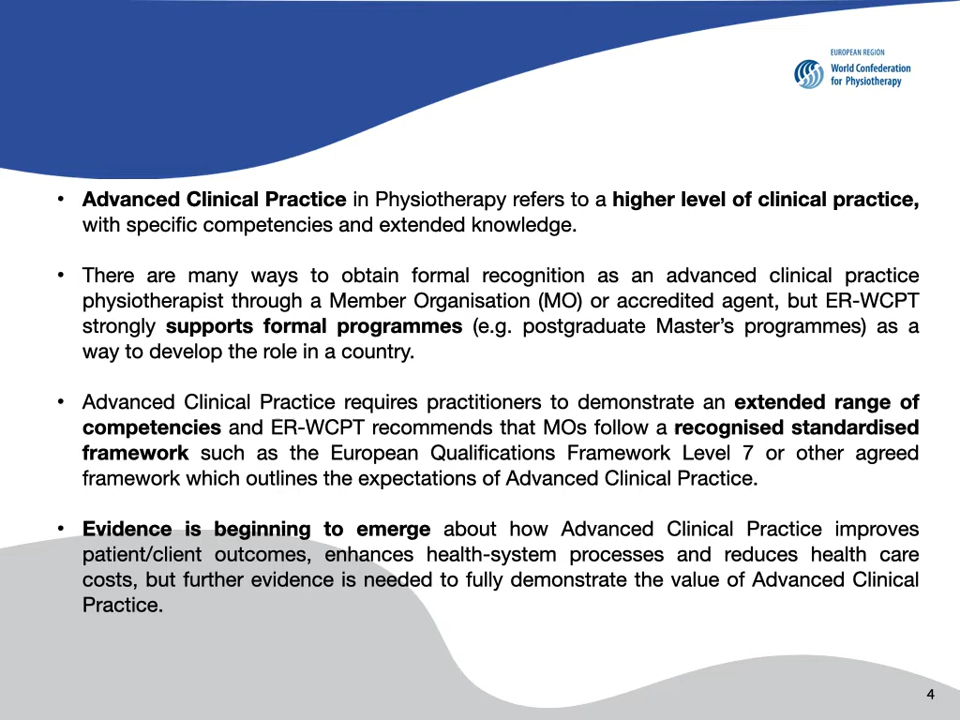 EUROPEAN REGION
World Confederation
for Physiotherapy
• Advanced Clinical Practice in Physiotherapy refers to a higher level of clinical practice,
with specific competencies and extended knowledge.
• There are many ways to obtain formal recognition as an advanced clinical practice
physiotherapist through a Member Organisation (MO) or accredited agent, but ER-WCPT
strongly supports formal programmes (e.g. postgraduate Master’s programmes) as a
way to develop the role in a country.
• Advanced Clinical Practice requires practitioners to demonstrate an extended range of
competencies and ER-WCPT recommends that MOs follow a recognised standardised
framework such as the European Qualifications Framework Level 7 or other agreed
framework which outlines the expectations of Advanced Clinical Practice.
• Evidence is beginning to emerge about how Advanced Clinical Practice improves
patient/client outcomes, enhances health-system processes and reduces health care
costs, but further evidence is needed to fully demonstrate the value of Advanced Clinical
Practice.
4